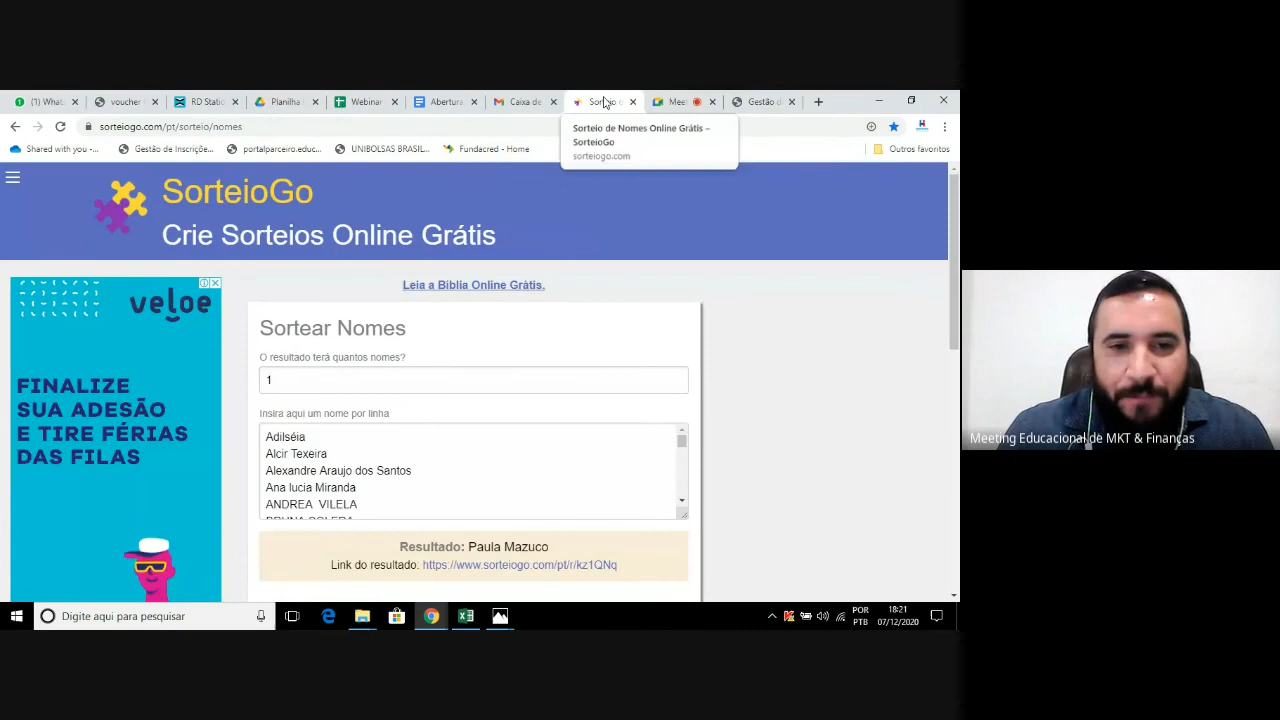 (1) What
voucher
RD Stati
Planilha
Webinar
Abertura
Caixa de
Sorteio
Meet
Gestão d
sorteiogo.com/pt/sorteio/nomes
Sorteio de Nomes Online Grátis –
SorteioGo
sorteiogo.com
Shared with you -...
Gestão de Inscriçõe...
portalparceiro.educ...
UNIBOLSAS BRASIL...
Fundacred - Home
Outros favoritos
SorteioGo
Crie Sorteios Online Grátis
Leia a Bíblia Online Grátis.
veloe
FINALIZE
SUA ADESÃO
E TIRE FÉRIAS
DAS FILAS
Sortear Nomes
O resultado terá quantos nomes?
1
Insira aqui um nome por linha
Adilséia
Alcir Texeira
Alexandre Araujo dos Santos
Ana lucia Miranda
ANDREA VILELA
Resultado: Paula Mazuco
Link do resultado: https://www.sorteiogo.com/pt/r/kz1QNq
Meeting Educacional de MKT & Finanças
Digite aqui para pesquisar
POR
PTB
18:21
07/12/2020